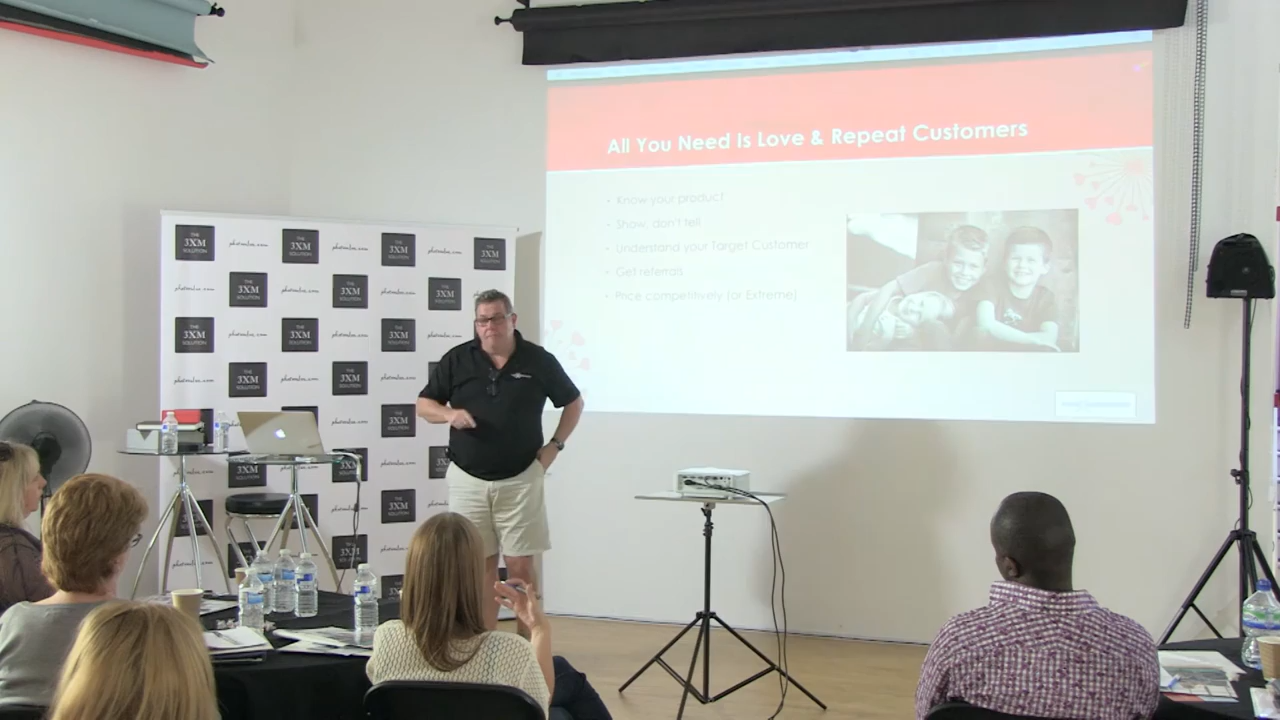 All You Need Is Love & Repeat Customers
• Know your product
• Show, don't tell
• Understand your Target Customer
• Get referrals
• Price competitively (or Extreme)
THE
3XM
SOLUTION